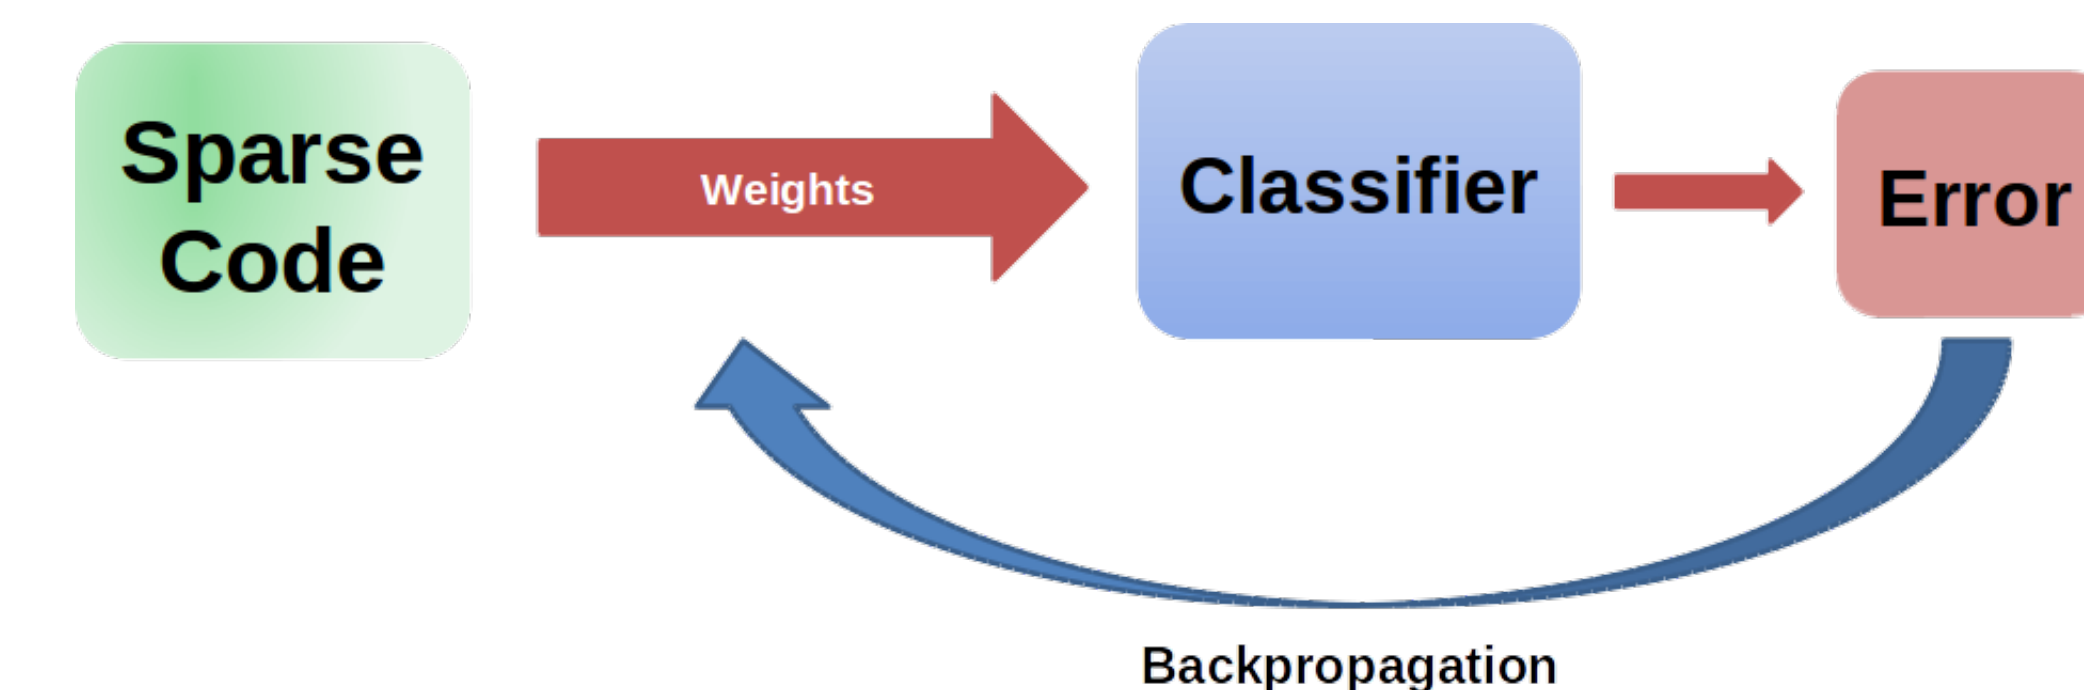 Sparse
Code
Weights
Classifier
Error
Backpropagation